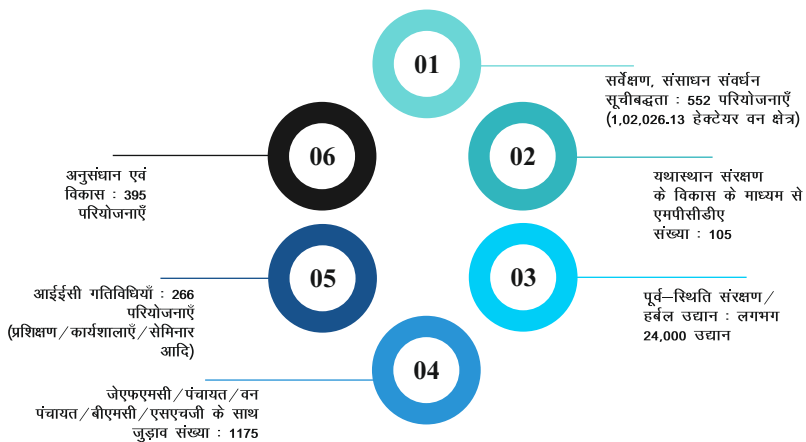 01
सर्वेक्षण, संसाधन संवर्धन
सूचीबद्धता : 552 परियोजनाएँ
(1,02,026.13 हेक्टेयर वन क्षेत्र)
02
यथास्थान संरक्षण
के विकास के माध्यम से
एमपीसीडीए
संख्या : 105
03
पूर्व–स्थिति संरक्षण/
हर्बल उद्यान : लगभग
24,000 उद्यान
04
जेएफएमसी/पंचायत/वन
पंचायत/बीएमसी/एसएचजी के साथ
जुड़ाव संख्या : 1175
05
आईईसी गतिविधियाँ : 266
परियोजनाएँ
(प्रशिक्षण/कार्यशालाएँ/सेमिनार
आदि)
06
अनुसंधान एवं
विकास : 395
परियोजनाएँ